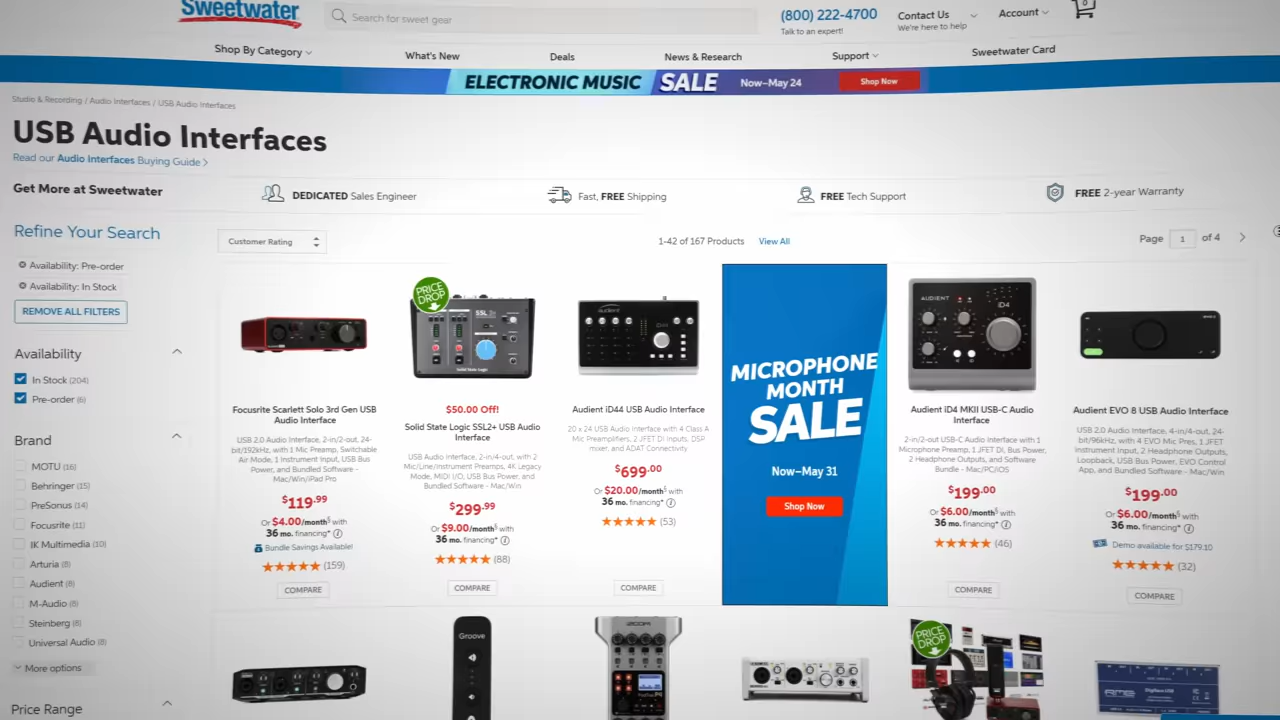 Sweetwater
Search for sweet gear
(800) 222-4700
Talk to an expert!
Contact Us
We're here to help
Account
0
Shop By Category
What's New
Deals
News & Research
Support
Sweetwater Card
ELECTRONIC MUSIC SALE Now–May 24 Shop Now
Studio & Recording / Audio Interfaces / USB Audio Interfaces
USB Audio Interfaces
Read our Audio Interfaces Buying Guide >
Get More at Sweetwater
DEDICATED Sales Engineer
Fast, FREE Shipping
FREE Tech Support
FREE 2-year Warranty
Refine Your Search
Customer Rating
1-42 of 167 Products View All
Page 1 of 4
Availability: Pre-order
Availability: In Stock
REMOVE ALL FILTERS
Availability
In Stock (204)
Pre-order (6)
Brand
MOTU (16)
Behringer (15)
PreSonus (14)
Focusrite (11)
IK Multimedia (10)
Arturia (8)
Audient (8)
M-Audio (8)
Steinberg (8)
Universal Audio (8)
More options
Price Range
Focusrite Scarlett Solo 3rd Gen USB
Audio Interface
USB 2.0 Audio Interface, 2-in/2-out, 24-
bit/192kHz, with 1 Mic Preamp, Switchable
Air Mode, 1 Instrument Input, USB Bus
Power, and Bundled Software -
Mac/Win/iPad Pro
$119.99
Or $4.00/month§ with
36 mo. financing*
Bundle Savings Available!
(159)
COMPARE
PRICE
DROP
SSL 2+
Solid State Logic
$50.00 Off!
Solid State Logic SSL2+ USB Audio
Interface
USB Audio Interface, 2-in/4-out, with 2
Mic/Line/Instrument Preamps, 4K Legacy
Mode, MIDI I/O, USB Bus Power, and
Bundled Software - Mac/Win
$299.99
Or $9.00/month§ with
36 mo. financing*
(88)
COMPARE
audient
Audient iD44 USB Audio Interface
20 x 24 USB Audio Interface with 4 Class A
Mic Preamplifiers, 2 JFET DI Inputs, DSP
mixer, and ADAT Connectivity
$699.00
Or $20.00/month§ with
36 mo. financing*
(53)
COMPARE
MICROPHONE
MONTH
SALE
Now–May 31
Shop Now
AUDIENT
iD4
Audient iD4 MKII USB-C Audio
Interface
2-in/2-out USB-C Audio Interface with 1
Microphone Preamp, 1 JFET DI, Bus Power,
2 Headphone Outputs, and Software
Bundle - Mac/PC/iOS
$199.00
Or $6.00/month§ with
36 mo. financing*
(46)
COMPARE
Audient EVO 8 USB Audio Interface
USB 2.0 Audio Interface, 4-in/4-out, 24-
bit/96kHz, with 4 EVO Mic Pres, 1 JFET
Instrument Input, 2 Headphone Outputs,
Loopback, USB Bus Power, EVO Control
App, and Bundled Software - Mac/Win
$199.00
Or $6.00/month§ with
36 mo. financing*
Demo available for $179.10
(32)
COMPARE
Groove
zoom
PRICE
DROP
RME